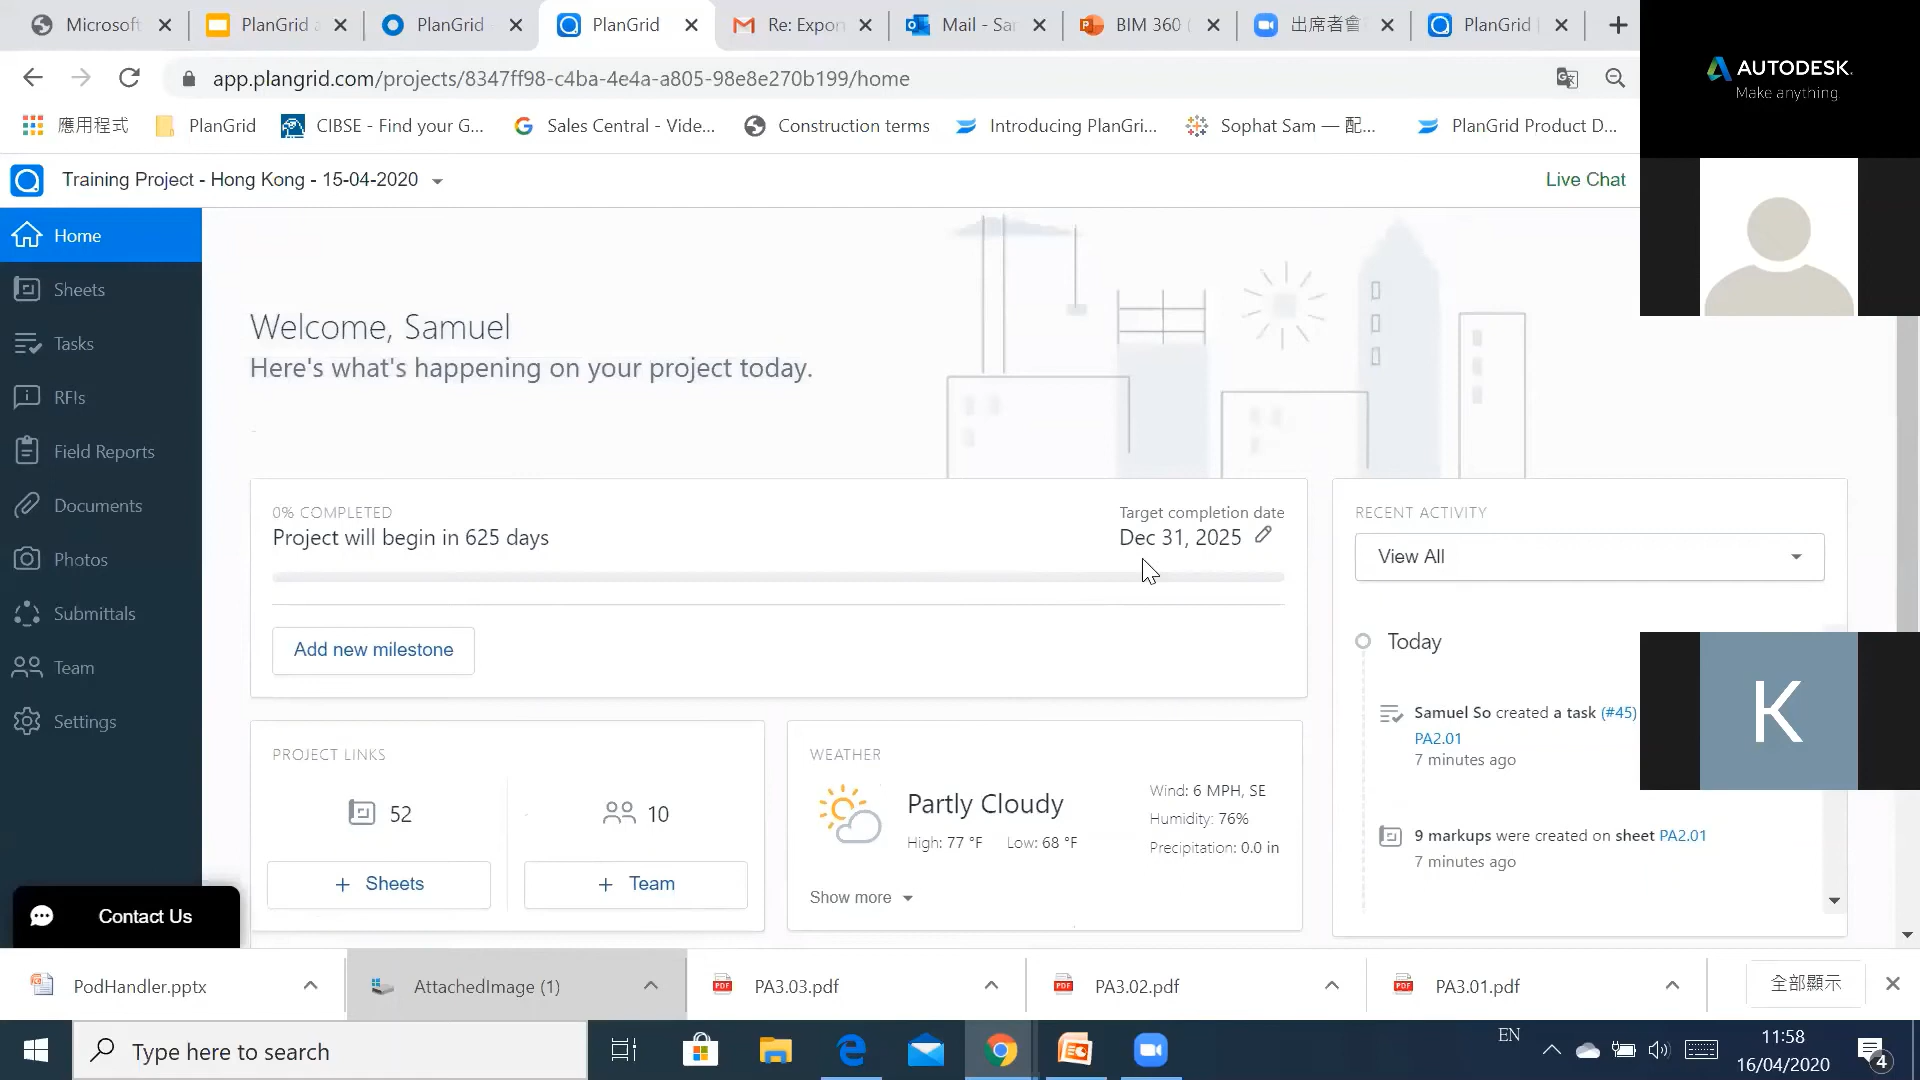 Microsoft
PlanGrid a
PlanGrid
PlanGrid
Re: Expor
Mail - Sa
BIM 360
出席者會
PlanGrid
AUTODESK
Make anything.
app.plangrid.com/projects/8347ff98-c4ba-4e4a-a805-98e8e270b199/home
應用程式
PlanGrid
CIBSE - Find your G...
Sales Central - Vide...
Construction terms
Introducing PlanGri...
Sophat Sam — 配...
PlanGrid Product D...
Training Project - Hong Kong - 15-04-2020
Live Chat
Home
Sheets
Tasks
RFIs
Field Reports
Documents
Photos
Submittals
Team
Settings
Contact Us
Welcome, Samuel
Here's what's happening on your project today.
0% COMPLETED
Project will begin in 625 days
Target completion date
Dec 31, 2025
Add new milestone
PROJECT LINKS
52
10
+ Sheets
+ Team
WEATHER
Partly Cloudy
High: 77 °F Low: 68 °F
Wind: 6 MPH, SE
Humidity: 76%
Precipitation: 0.0 in
Show more
RECENT ACTIVITY
View All
Today
Samuel So created a task (#45)
PA2.01
7 minutes ago
9 markups were created on sheet PA2.01
7 minutes ago
K
PodHandler.pptx
AttachedImage (1)
PA3.03.pdf
PA3.02.pdf
PA3.01.pdf
全部顯示
Type here to search
EN
11:58
16/04/2020
4